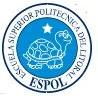 ESCUELA SUPERIOR POLITECNICA DEL LITORAL
ESPOL